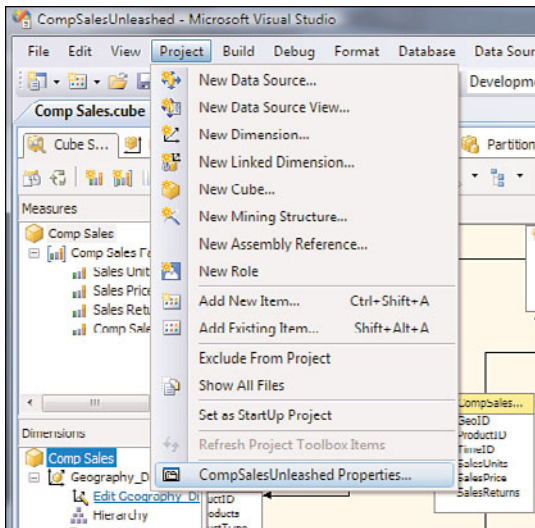 CompSalesUnleashed - Microsoft Visual Studio
File Edit View Project Build Debug Format Database Data Sour
Developm
Comp Sales.cube
Cube S...
Partition
Measures
Comp Sales
Comp Sales Fa
Sales Unit
Sales Price
Sales Retu
Comp Sale
Dimensions
Comp Sales
Geography_D
Edit Geography_Di
Hierarchy
New Data Source...
New Data Source View...
New Dimension...
New Linked Dimension...
New Cube...
New Mining Structure...
New Assembly Reference...
New Role
Add New Item... Ctrl+Shift+A
Add Existing Item... Shift+Alt+A
Exclude From Project
Show All Files
Set as StartUp Project
Refresh Project Toolbox Items
CompSalesUnleashed Properties...
CompSales...
GeoID
ProductID
TimeID
SalesUnits
SalesPrice
SalesReturns
uctID
oducts